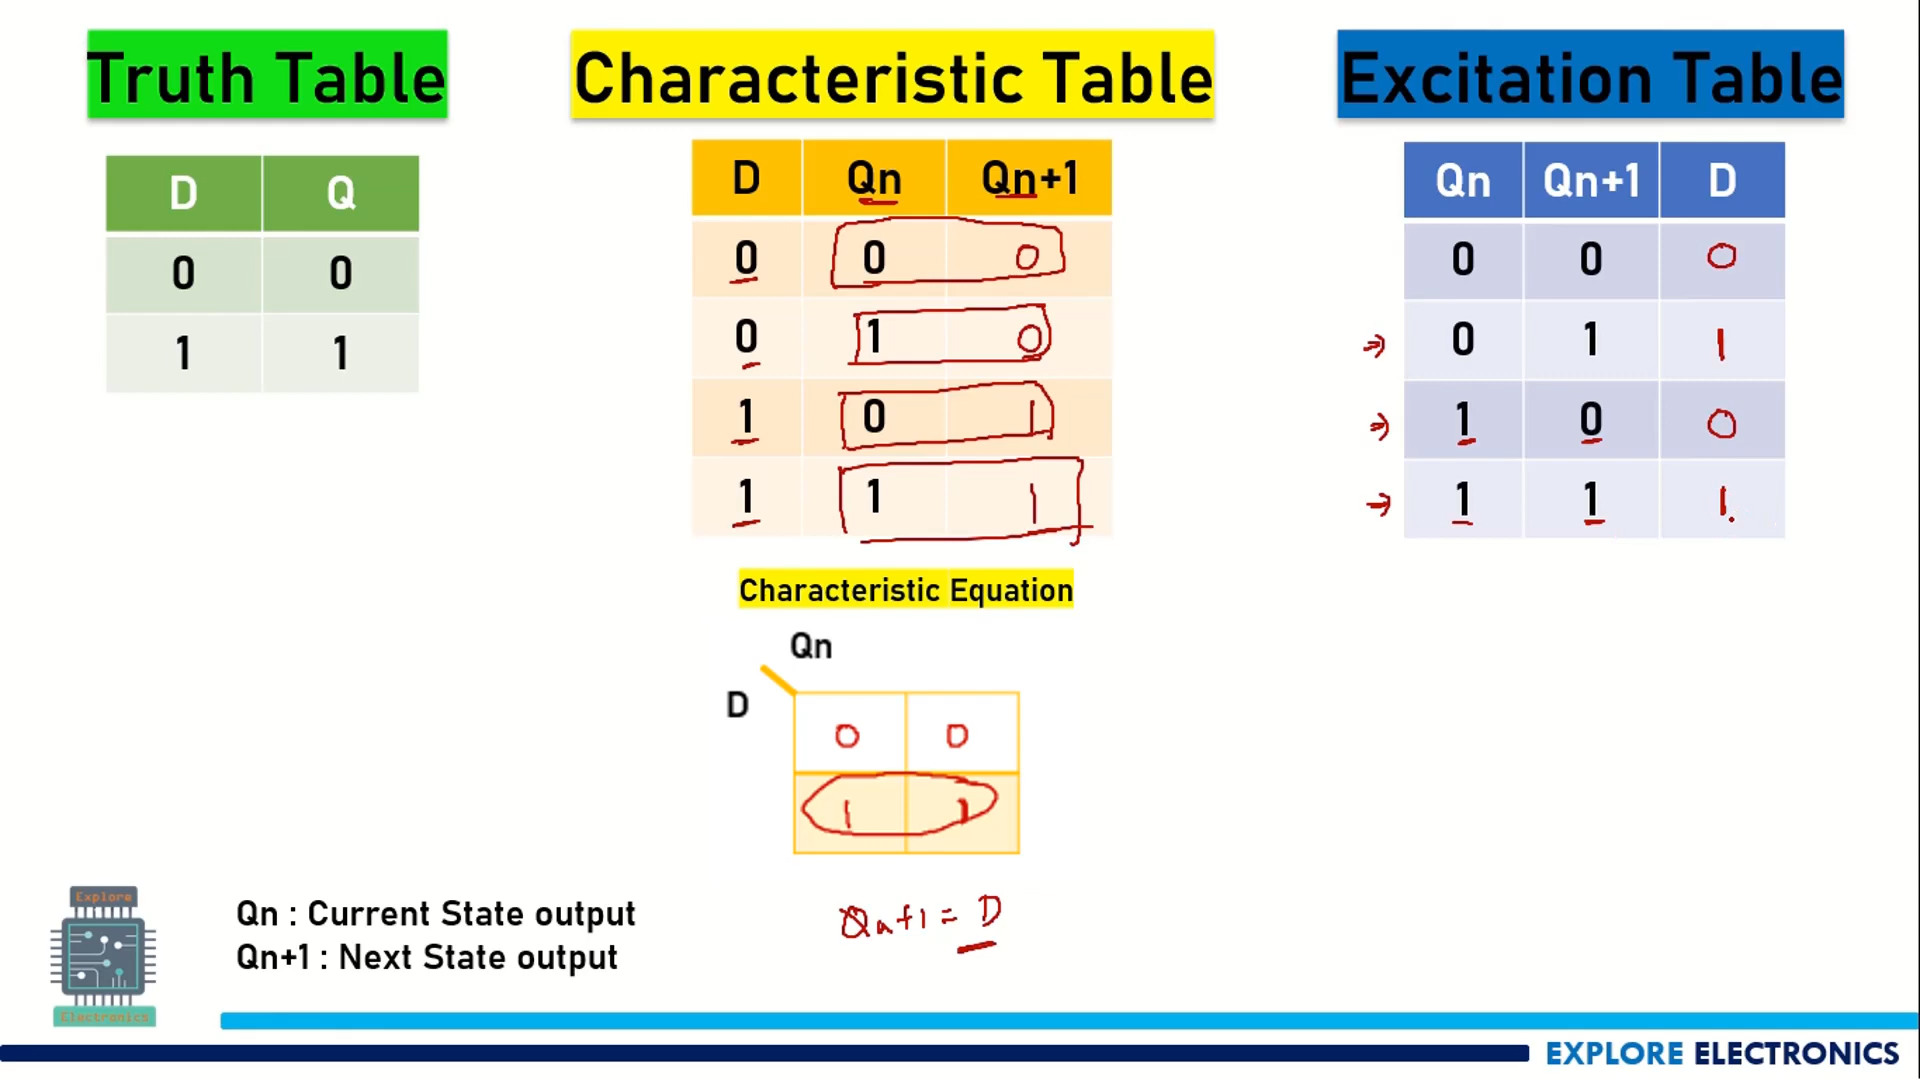 Truth Table
D Q
0 0
1 1
Characteristic Table
D Qn Qn+1
0 0 0
0 1 0
1 0 1
1 1 1
Characteristic Equation
Qn
D
0 0
1 1
Qn+1 = D
Excitation Table
Qn Qn+1 D
0 0 0
0 1 1
1 0 0
1 1 1.
Qn : Current State output
Qn+1 : Next State output
Explore
Electronics
EXPLORE ELECTRONICS